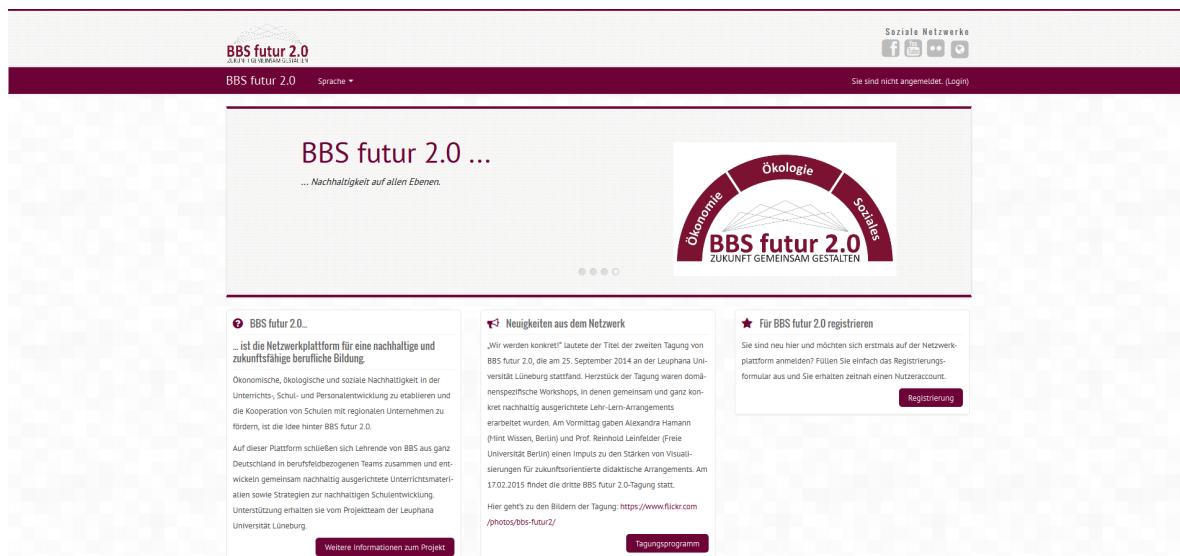 Soziale Netzwerke
BBS futur 2.0
ZUKUNFT GEMEINSAM GESTALTEN
You
BBS futur 2.0 Sprache
Sie sind nicht angemeldet. (Login)
BBS futur 2.0 ...
... Nachhaltigkeit auf allen Ebenen.
Ökonomie
Ökologie
Soziales
BBS futur 2.0
ZUKUNFT GEMEINSAM GESTALTEN
BBS futur 2.0...
... ist die Netzwerkplattform für eine nachhaltige und
zukunftsfähige berufliche Bildung.
Ökonomische, ökologische und soziale Nachhaltigkeit in der
Unterrichts-, Schul- und Personalentwicklung zu etablieren und
die Kooperation von Schulen mit regionalen Unternehmen zu
fördern, ist die Idee hinter BBS futur 2.0.
Auf dieser Plattform schließen sich Lehrende von BBS aus ganz
Deutschland in berufsfeldbezogenen Teams zusammen und ent-
wickeln gemeinsam nachhaltig ausgerichtete Unterrichtsmateri-
alien sowie Strategien zur nachhaltigen Schulentwicklung.
Unterstützung erhalten sie vom Projektteam der Leuphana
Universität Lüneburg.
Weitere Informationen zum Projekt
Neuigkeiten aus dem Netzwerk
„Wir werden konkret!" lautete der Titel der zweiten Tagung von
BBS futur 2.0, die am 25. September 2014 an der Leuphana Uni-
versität Lüneburg stattfand. Herzstück der Tagung waren domä-
nenspezifische Workshops, in denen gemeinsam und ganz kon-
kret nachhaltig ausgerichtete Lehr-Lern-Arrangements
erarbeitet wurden. Am Vormittag gaben Alexandra Hamann
(Mint Wissen, Berlin) und Prof. Reinhold Leinfelder (Freie
Universität Berlin) einen Impuls zu den Stärken von Visuali-
sierungen für zukunftsorientierte didaktische Arrangements. Am
17.02.2015 findet die dritte BBS futur 2.0-Tagung statt.
Hier geht's zu den Bildern der Tagung: https://www.flickr.com
/photos/bbs-futur2/
Tagungsprogramm
Für BBS futur 2.0 registrieren
Sie sind neu hier und möchten sich erstmals auf der Netzwerk-
plattform anmelden? Füllen Sie einfach das Registrierungs-
formular aus und Sie erhalten zeitnah einen Nutzeraccount.
Registrierung